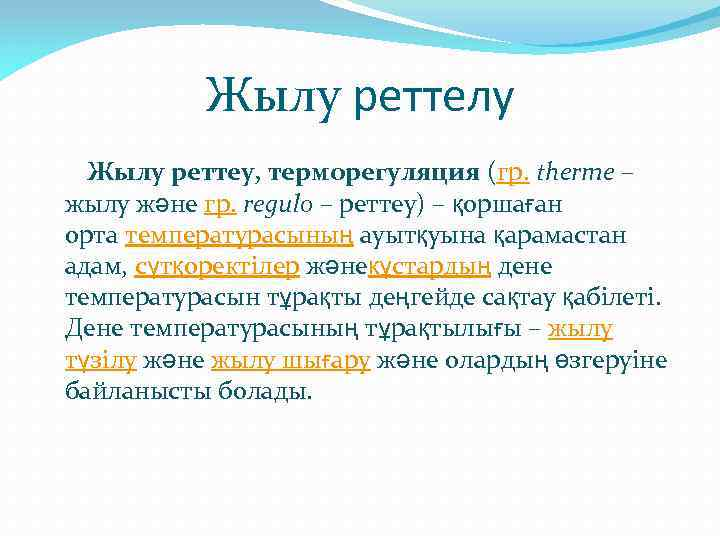 Жылу реттелу
Жылу реттеу, терморегуляция (гр. therme –
жылу және гр. regulo – реттеу) – қоршаған
орта температурасының ауытқуына қарамастан
адам, сүтқоректілер жәнеқұстардың дене
температурасын тұрақты деңгейде сақтау қабілеті.
Дене температурасының тұрақтылығы – жылу
түзілу және жылу шығару және олардың өзгеруіне
байланысты болады.